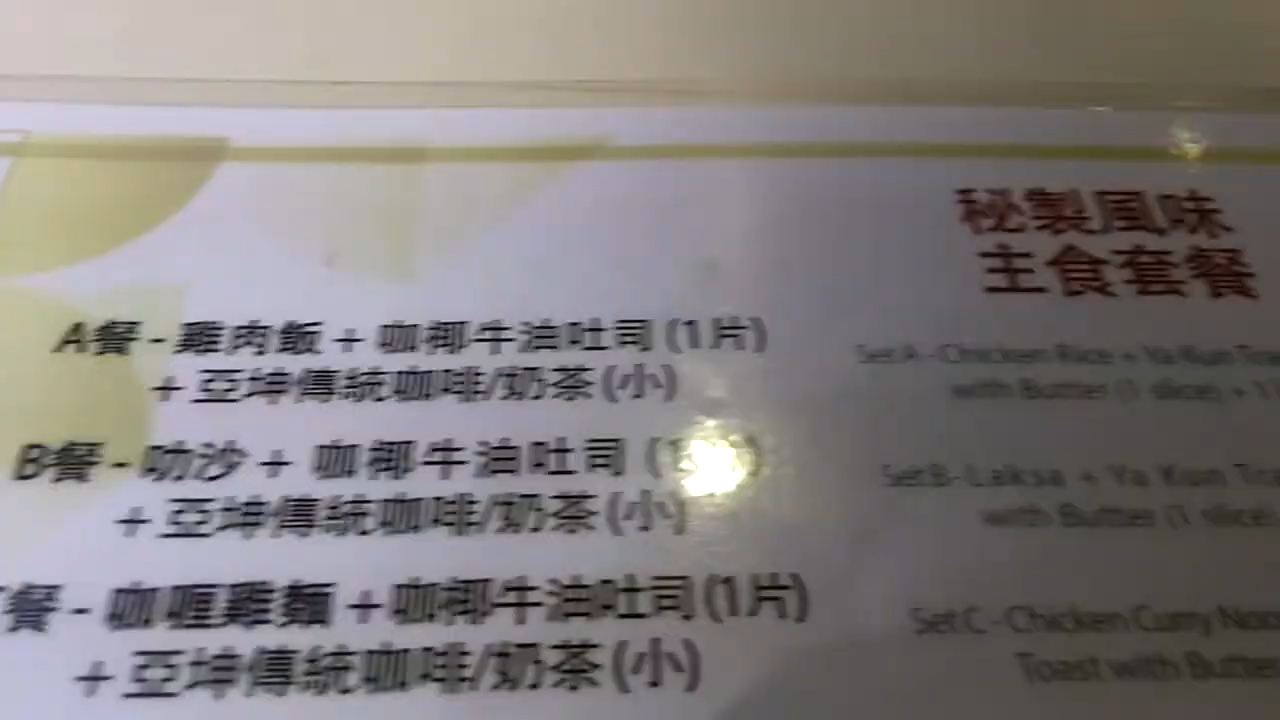 秘製風味
主食套餐
A餐 - 雞肉飯 + 咖椰牛油吐司 (1片)
+ 亞坤傳統咖啡/奶茶 (小)
B餐 - 叻沙 + 咖椰牛油吐司
+ 亞坤傳統咖啡/奶茶 (小)
餐 - 咖喱雞麵 + 咖椰牛油吐司 (1片)
+ 亞坤傳統咖啡/奶茶 (小)
Set A - Chicken Rice + Ya Kun
with Butter (1 slice) +
Set B - Laksa + Ya Kun
with Butter (1 slice)
Set C - Chicken Curry
Toast with Butter